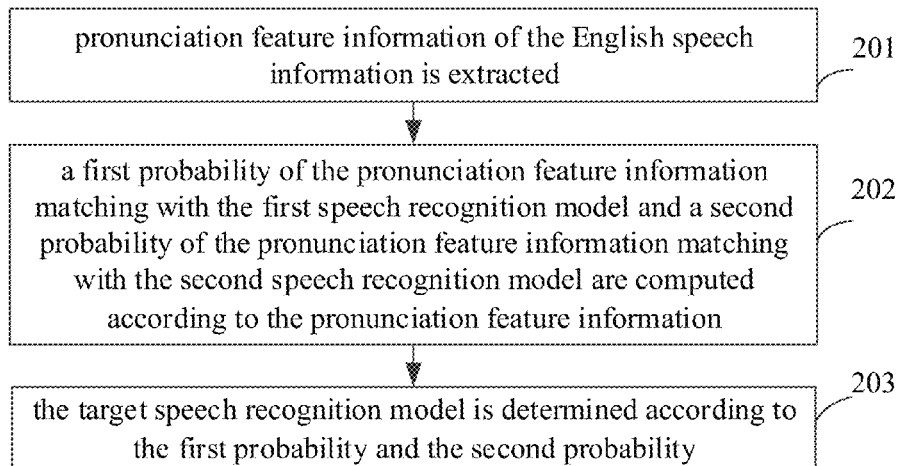 pronunciation feature information of the English speech
information is extracted
201
a first probability of the pronunciation feature information
matching with the first speech recognition model and a second
probability of the pronunciation feature information matching
with the second speech recognition model are computed
according to the pronunciation feature information
202
the target speech recognition model is determined according to
the first probability and the second probability
203